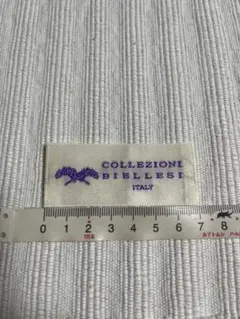 COLLEZIONI
BIELLESI
ITALY
0 1 2 3 4 5 6 7 8